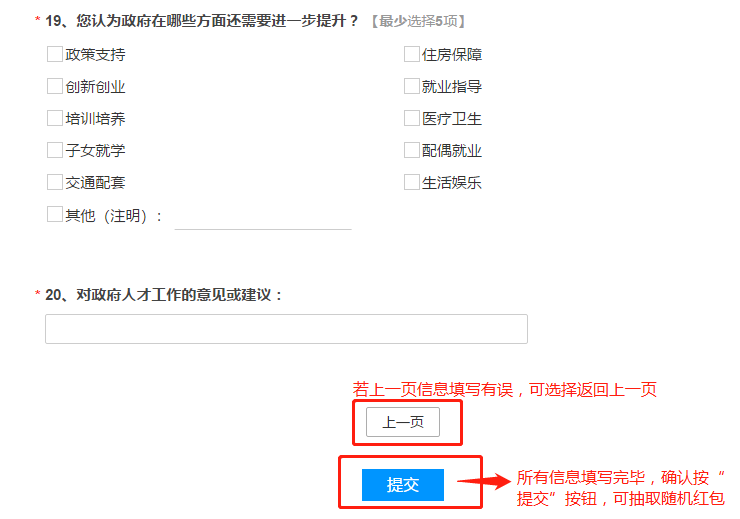 * 19、您认为政府在哪些方面还需要进一步提升？【最少选择5项】
政策支持 住房保障
创新创业 就业指导
培训培养 医疗卫生
子女就学 配偶就业
交通配套 生活娱乐
其他（注明）：
* 20、对政府人才工作的意见或建议：
若上一页信息填写有误，可选择返回上一页
上一页
提交
所有信息填写完毕，确认按“
提交”按钮，可抽取随机红包